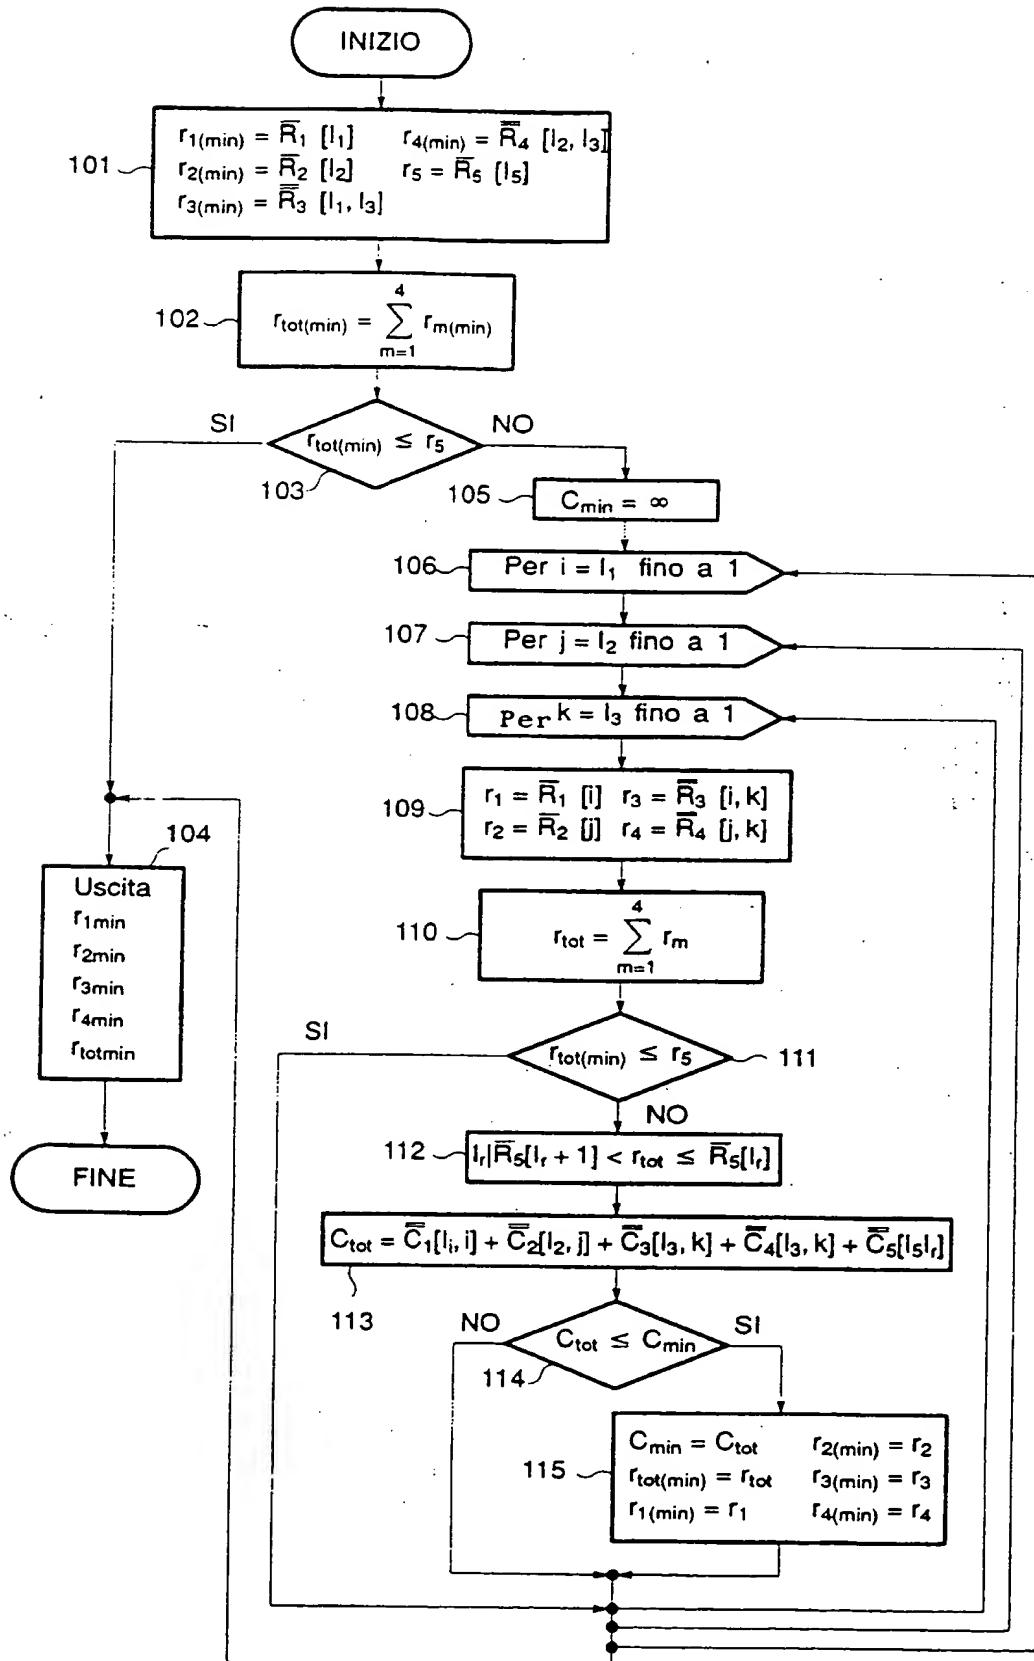 INIZIO
r1(min) = R̅1 [l1] r4(min) = R̿4 [l2, l3]
101
r2(min) = R̅2 [l2] r5 = R̅5 [l5]
r3(min) = R̿3 [l1, l3]
102
4
rtot(min) = ∑ rm(min)
m=1
SI
NO
rtot(min) ≤ r5
103
105
Cmin = ∞
106
Per i = l1 fino a 1
107
Per j = l2 fino a 1
108
Per k = l3 fino a 1
109
r1 = R̅1 [i] r3 = R̿3 [i, k]
r2 = R̅2 [j] r4 = R̿4 [j, k]
104
Uscita
r1min
r2min
r3min
r4min
rtotmin
FINE
110
4
rtot = ∑ rm
m=1
SI
rtot(min) ≤ r5
111
NO
112
lr|R̅5[lr + 1] < rtot ≤ R̅5[lr]
Ctot = C̿1[li, i] + C̿2[l2, j] + C̿3[l3, k] + C̿4[l3, k] + C̿5[l5lr]
113
NO
SI
Ctot ≤ Cmin
114
115
Cmin = Ctot r2(min) = r2
rtot(min) = rtot r3(min) = r3
r1(min) = r1 r4(min) = r4